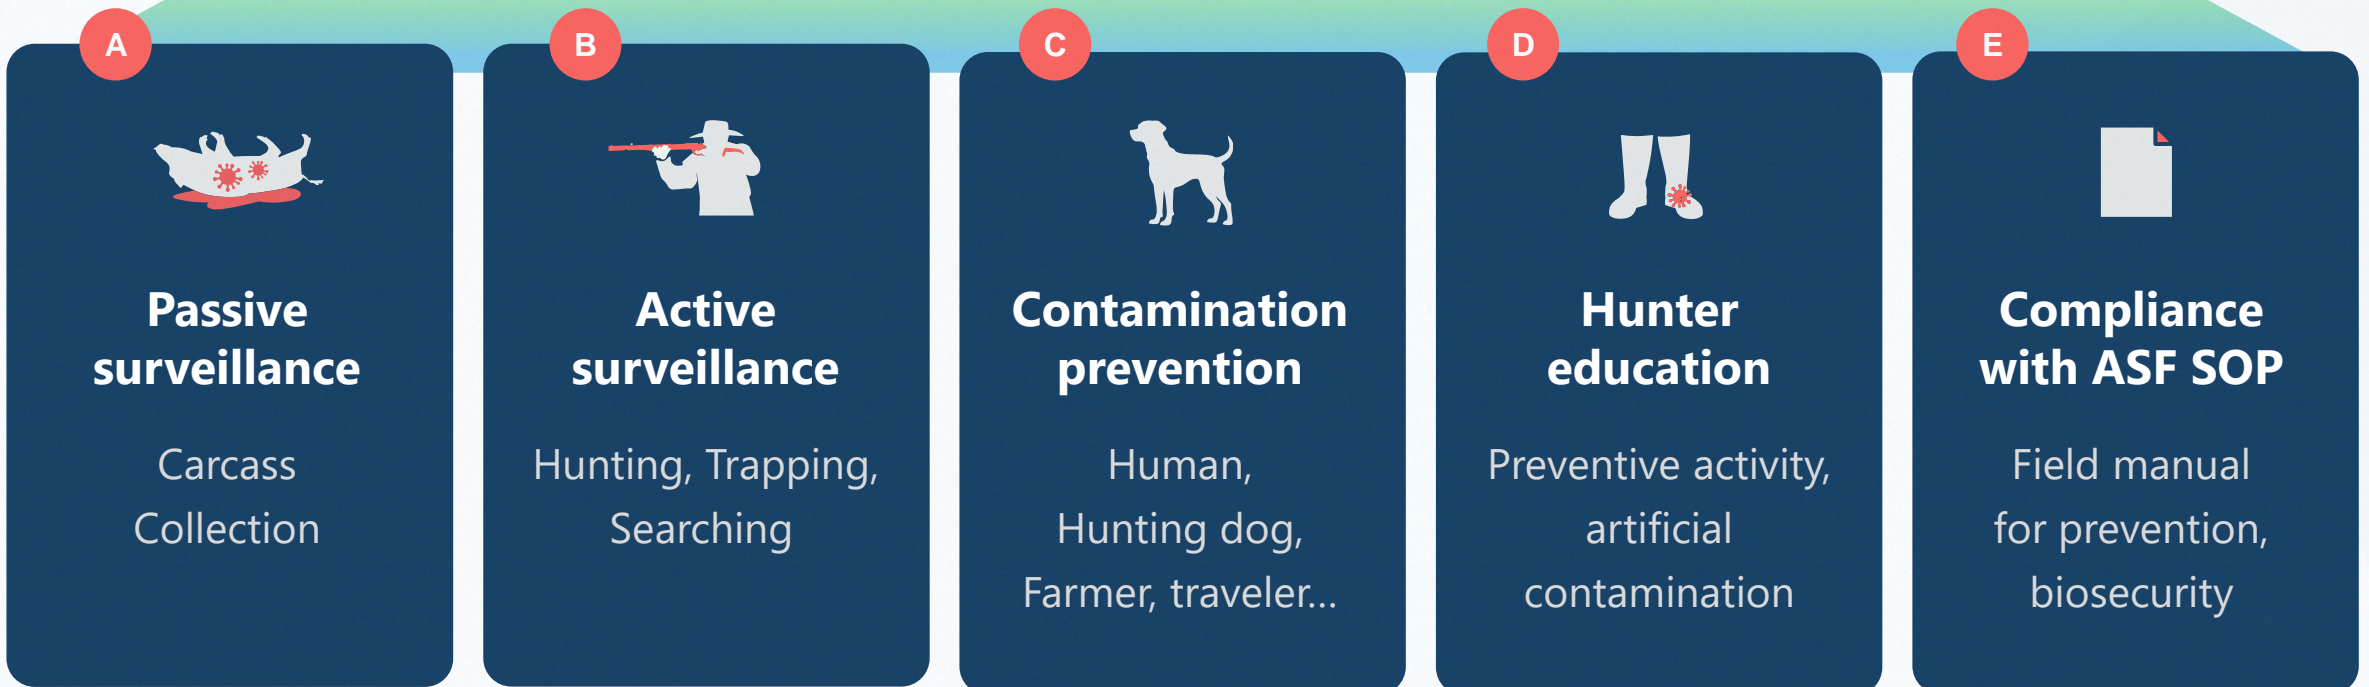 A
Passive
surveillance
Carcass
Collection
B
Active
surveillance
Hunting, Trapping,
Searching
C
Contamination
prevention
Human,
Hunting dog,
Farmer, traveler...
D
Hunter
education
Preventive activity,
artificial
contamination
E
Compliance
with ASF SOP
Field manual
for prevention,
biosecurity